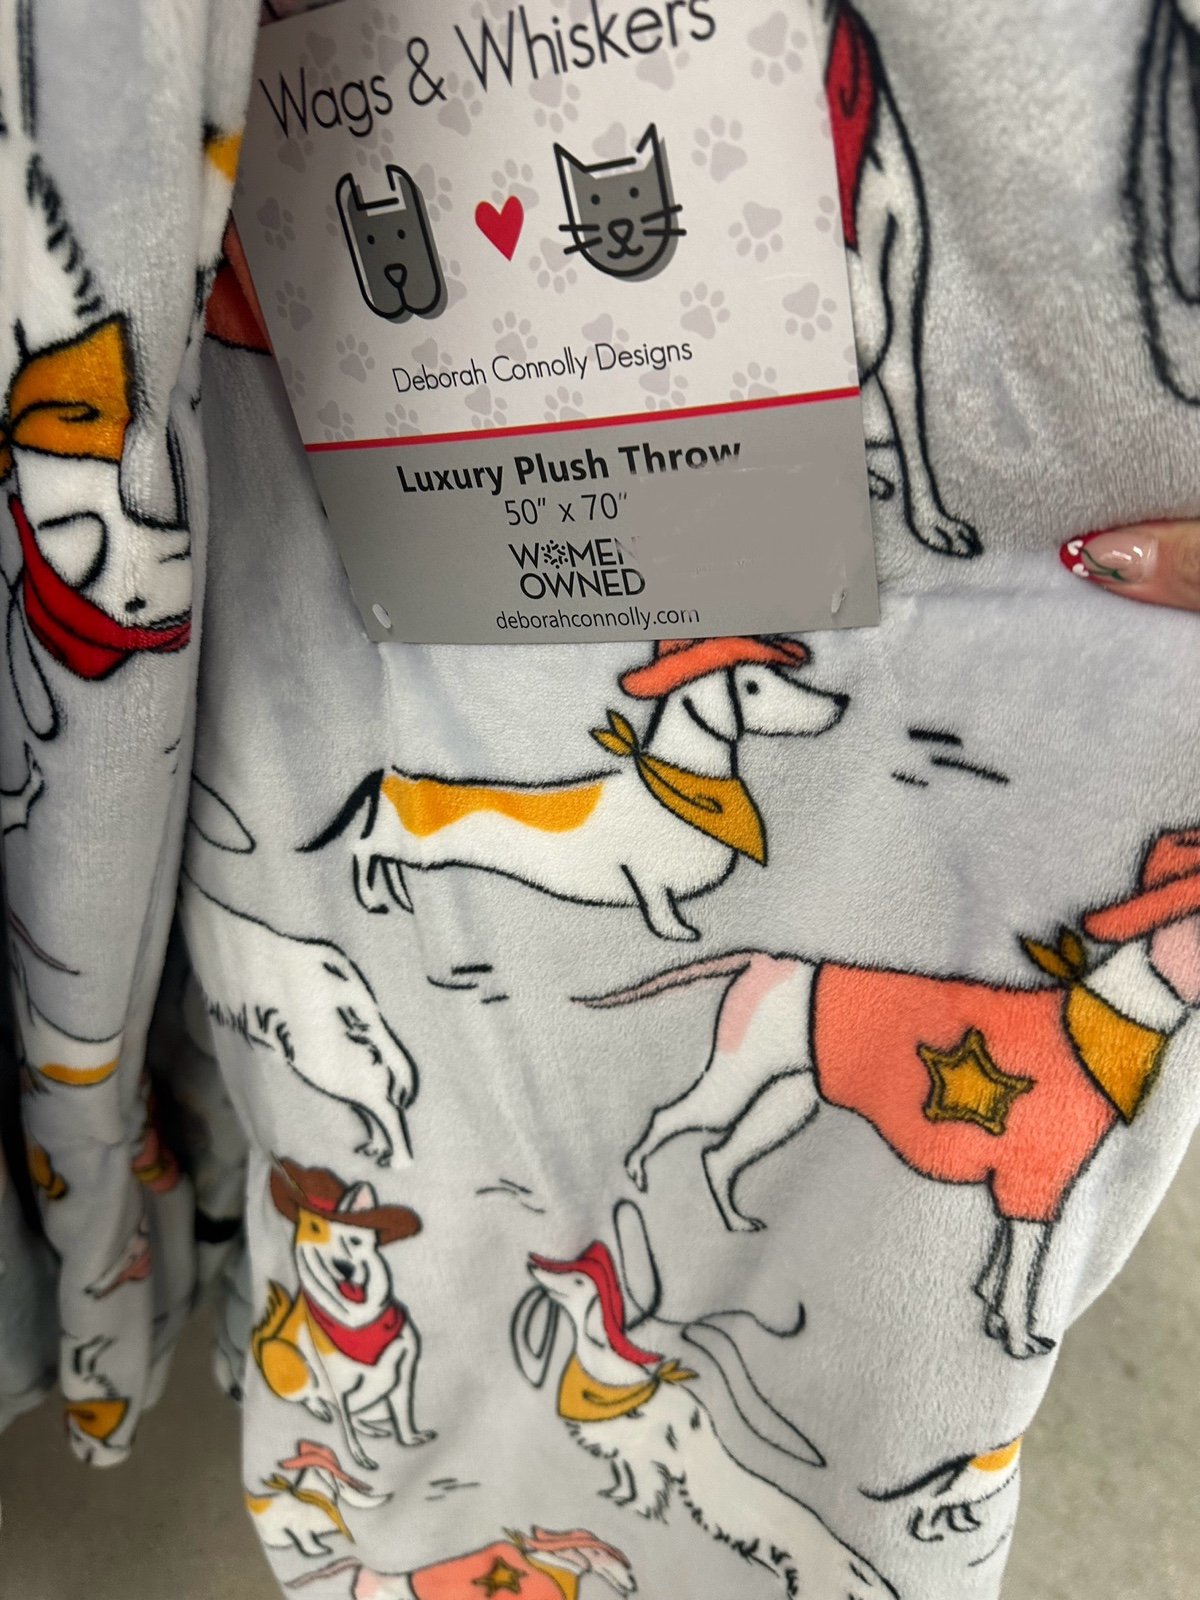 Wags & Whiskers
Deborah Connolly Designs
Luxury Plush Throw
50" x 70"
WOMEN
OWNED
deborahconnolly.com